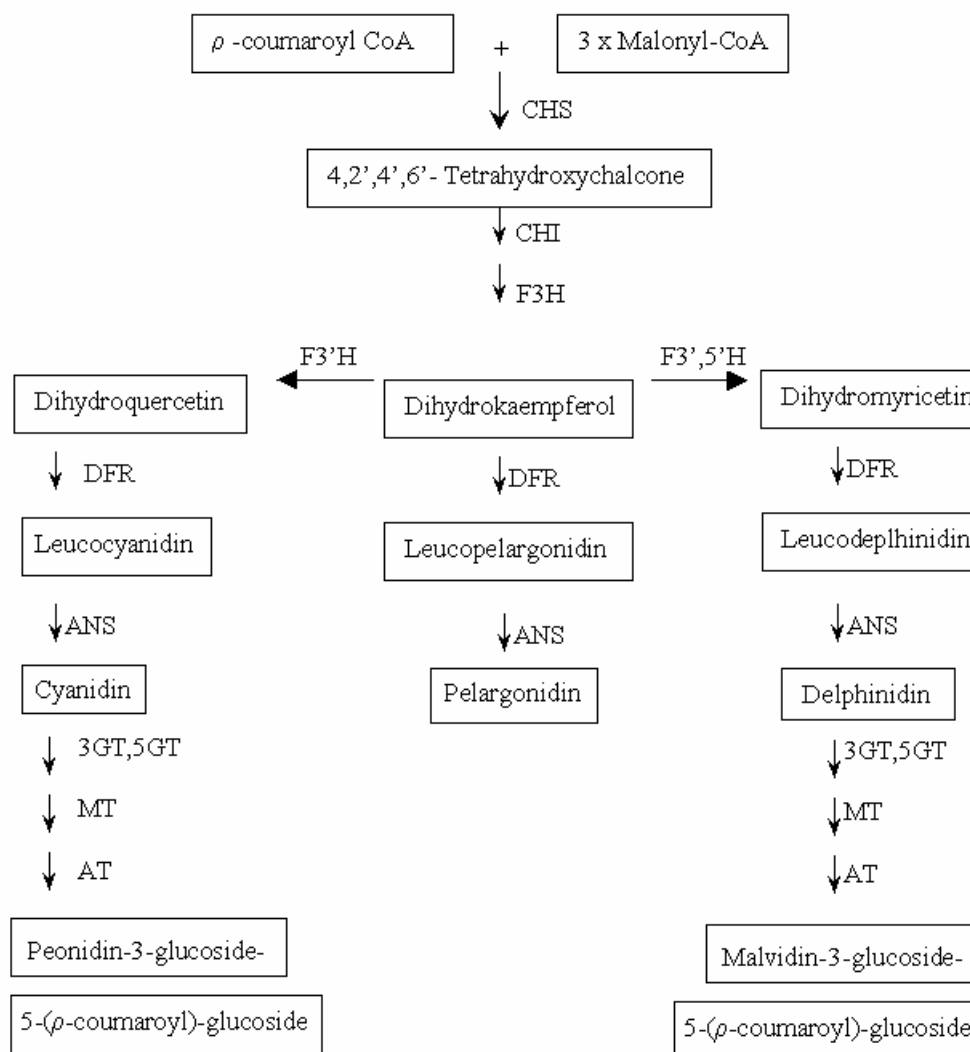 ρ -coumaroyl CoA + 3 x Malonyl-CoA
CHS
4,2’,4’,6’- Tetrahydroxychalcone
CHI
F3H
F3’H F3’,5’H
Dihydroquercetin Dihydrokaempferol Dihydromyricetin
DFR DFR DFR
Leucocyanidin Leucopelargonidin Leucodeplhinidin
ANS ANS ANS
Cyanidin Pelargonidin Delphinidin
3GT,5GT 3GT,5GT
MT MT
AT AT
Peonidin-3-glucoside- Malvidin-3-glucoside-
5-(ρ-coumaroyl)-glucoside 5-(ρ-coumaroyl)-glucoside